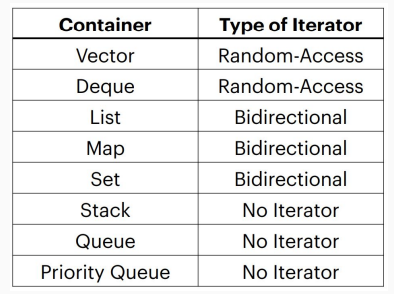 Container Type of Iterator
Vector Random-Access
Deque Random-Access
List Bidirectional
Map Bidirectional
Set Bidirectional
Stack No Iterator
Queue No Iterator
Priority Queue No Iterator